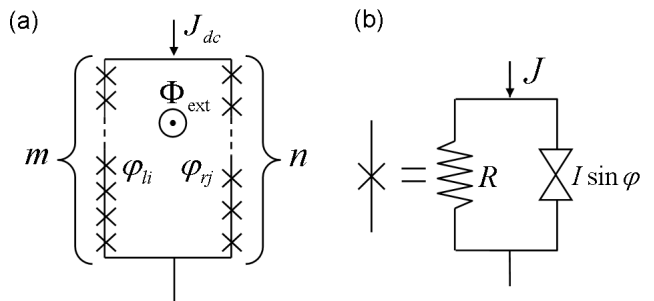 (a)
J_dc
Φ_ext
m
φ_li
φ_rj
n
(b)
J
=
R
I sin φ